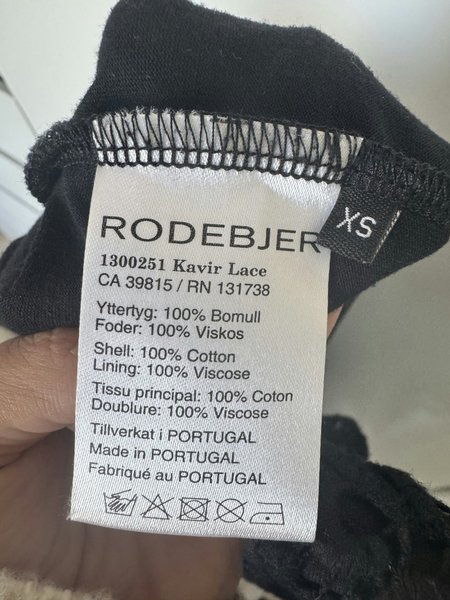 RODEBJER
XS
1300251 Kavir Lace
CA 39815 / RN 131738
Yttertyg: 100% Bomull
Foder: 100% Viskos
Shell: 100% Cotton
Lining: 100% Viscose
Tissu principal: 100% Coton
Doublure: 100% Viscose
Tillverkat i PORTUGAL
Made in PORTUGAL
Fabriqué au PORTUGAL